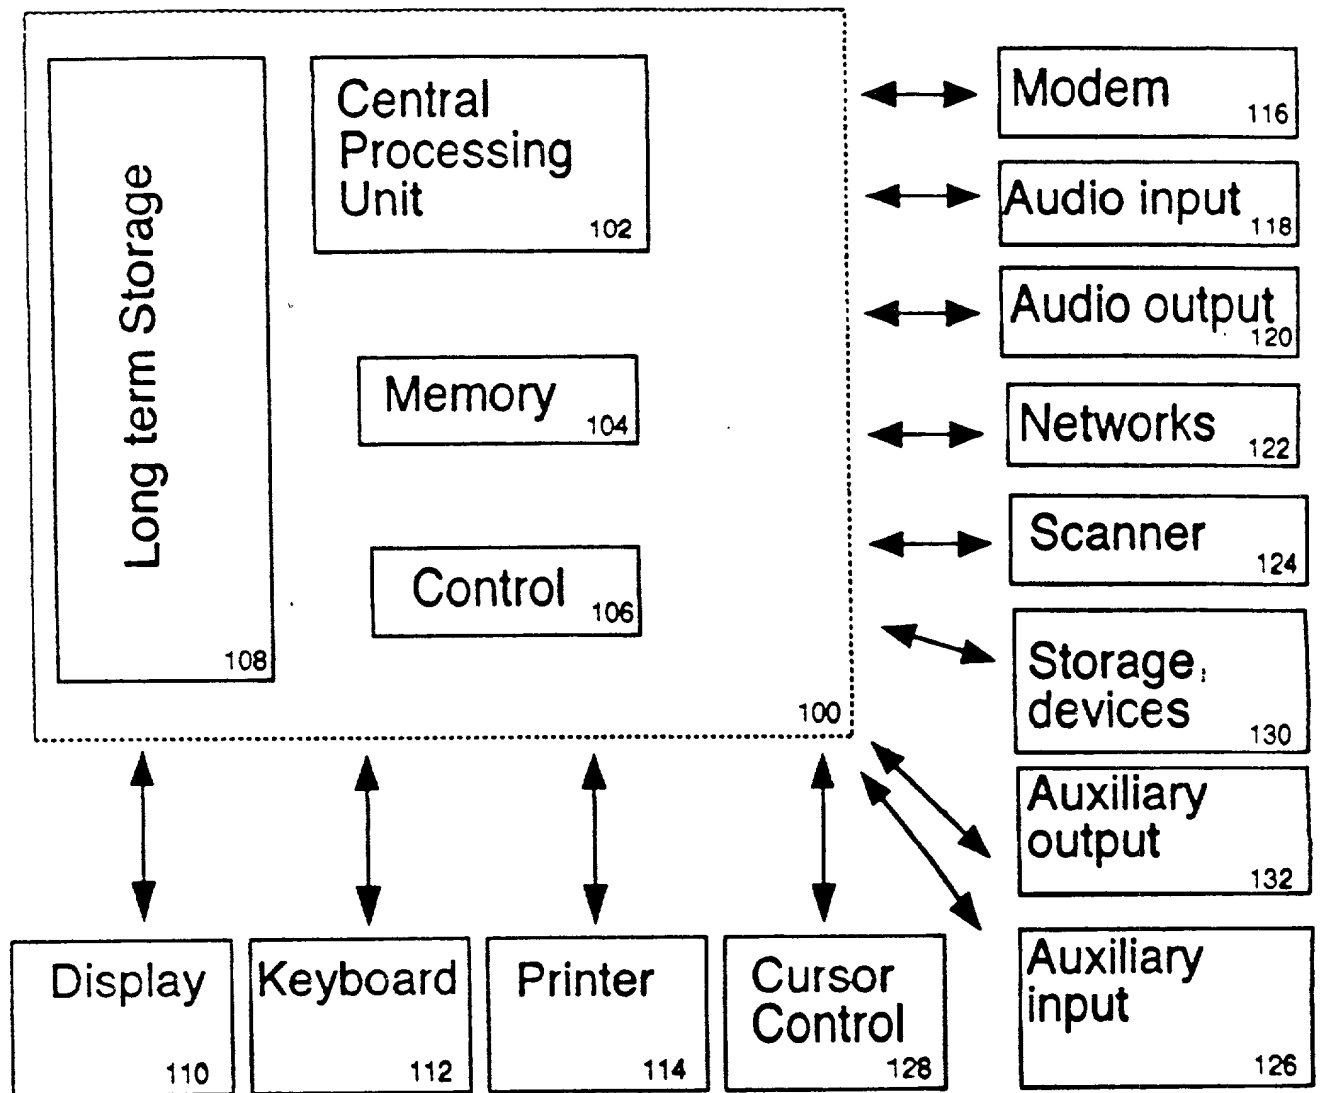 Long term Storage
108
Central
Processing
Unit
102
Memory
104
Control
106
100
Modem
116
Audio input
118
Audio output
120
Networks
122
Scanner
124
Storage
devices
130
Auxiliary
output
132
Auxiliary
input
126
Display
110
Keyboard
112
Printer
114
Cursor
Control
128